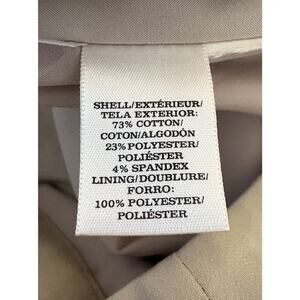 SHELL/EXTÉRIEUR/
TELA EXTERIOR:
73% COTTON/
COTON/ALGODÓN
23% POLYESTER/
POLIÉSTER
4% SPANDEX
LINING/DOUBLURE/
FORRO:
100% POLYESTER/
POLIÉSTER